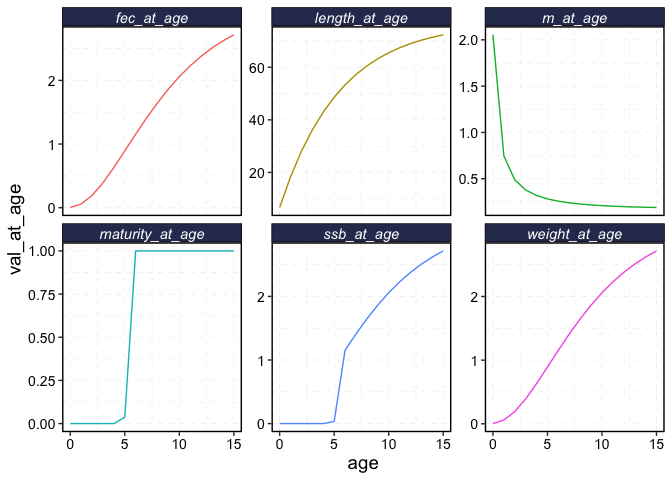 fec_at_age
length_at_age
m_at_age
2
1
0
60
40
20
2.0
1.5
1.0
0.5
val_at_age
maturity_at_age
ssb_at_age
weight_at_age
1.00
0.75
0.50
0.25
0.00
2
1
0
2
1
0
0 5 10 15
0 5 10 15
0 5 10 15
age